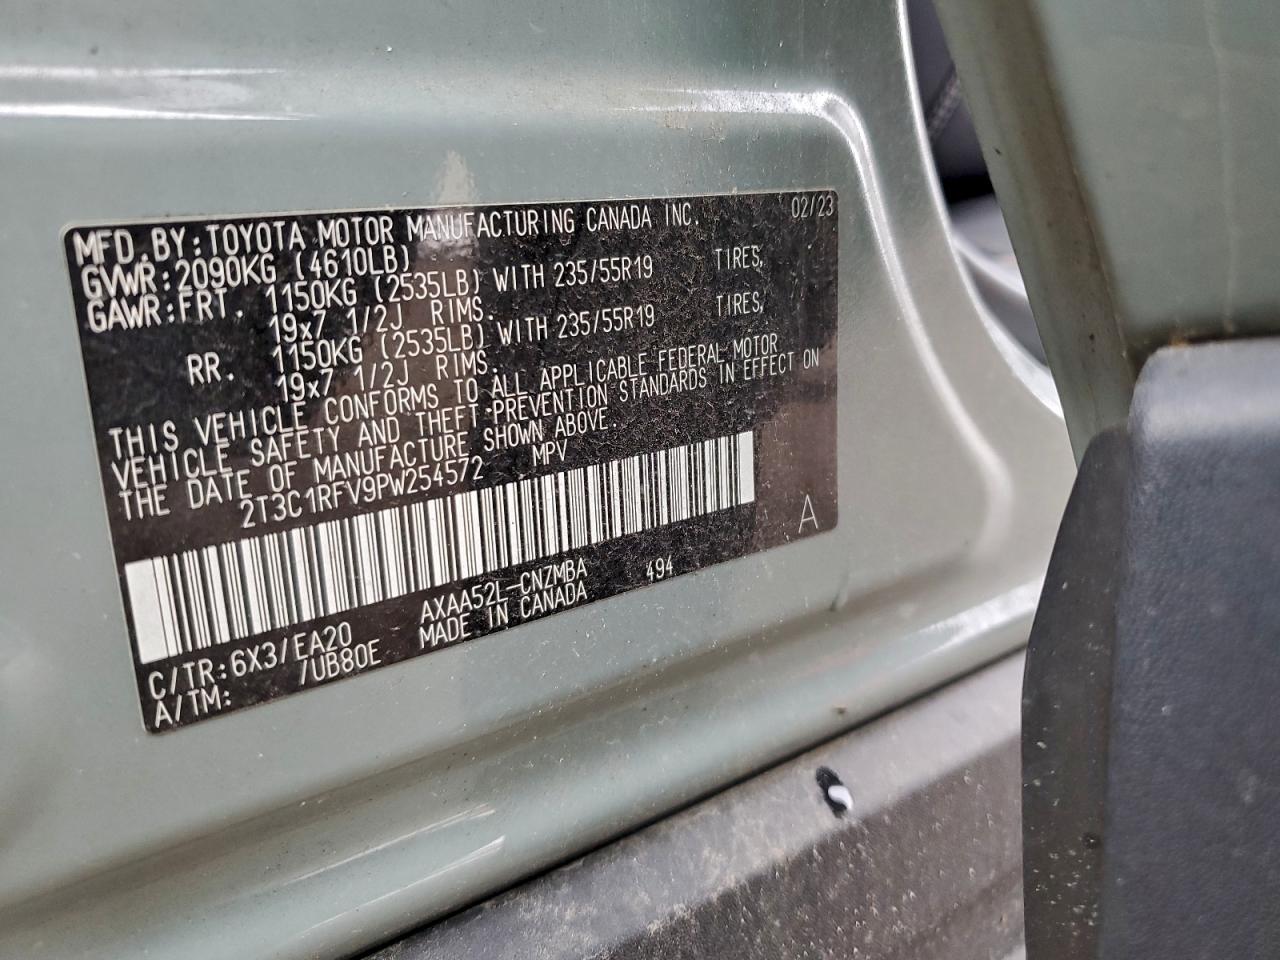 MFD.BY:TOYOTA MOTOR MANUFACTURING CANADA INC. 02/23
GVWR:2090KG (4610LB)
GAWR:FRT. 1150KG (2535LB) WITH 235/55R19 TIRES,
19x7 1/2J RIMS.
RR. 1150KG (2535LB) WITH 235/55R19 TIRES,
19x7 1/2J RIMS.
THIS VEHICLE CONFORMS TO ALL APPLICABLE FEDERAL MOTOR
VEHICLE SAFETY AND THEFT PREVENTION STANDARDS IN EFFECT ON
THE DATE OF MANUFACTURE SHOWN ABOVE.
2T3C1RFV9PW254572 MPV
A
C/TR:6X3/EA20 AXAA52L-CNZMBA 494
A/TM: /UB80E MADE IN CANADA